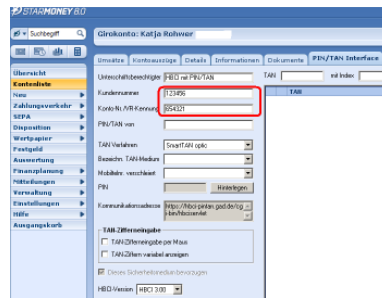 STARMONEY 8.0
Suchbegriff
Girokonto: Katja Rohwer
Umsätze Kontoauszüge Details Informationen Dokumente PIN/TAN Interface
Übersicht
Kontenliste
Neu
Zahlungsverkehr
SEPA
Disposition
Wertpapier
Festgeld
Auswertung
Finanzplanung
Mitteilungen
Verwaltung
Einstellungen
Hilfe
Ausgangskorb
Unterschriftsberechtigter HBCI mit PIN/TAN
Kundennummer 123456
Konto-Nr./VR-Kennung 654321
PIN/TAN von
TAN Verfahren SmartTAN optic
Bezeichn. TAN-Medium
Mobiltelnr. verschleiert
PIN Hinterlegen
Kommunikationsadresse https://hbci-pintan.gad.de/cg
i-bin/hbciservlet
TAN-Zifferneingabe
TAN-Zifferneingabe per Maus
TAN-Ziffern variabel anzeigen
Dieses Sicherheitsmedium bevorzugen
HBCI-Version HBCI 3.00
TAN mit Index
TAN